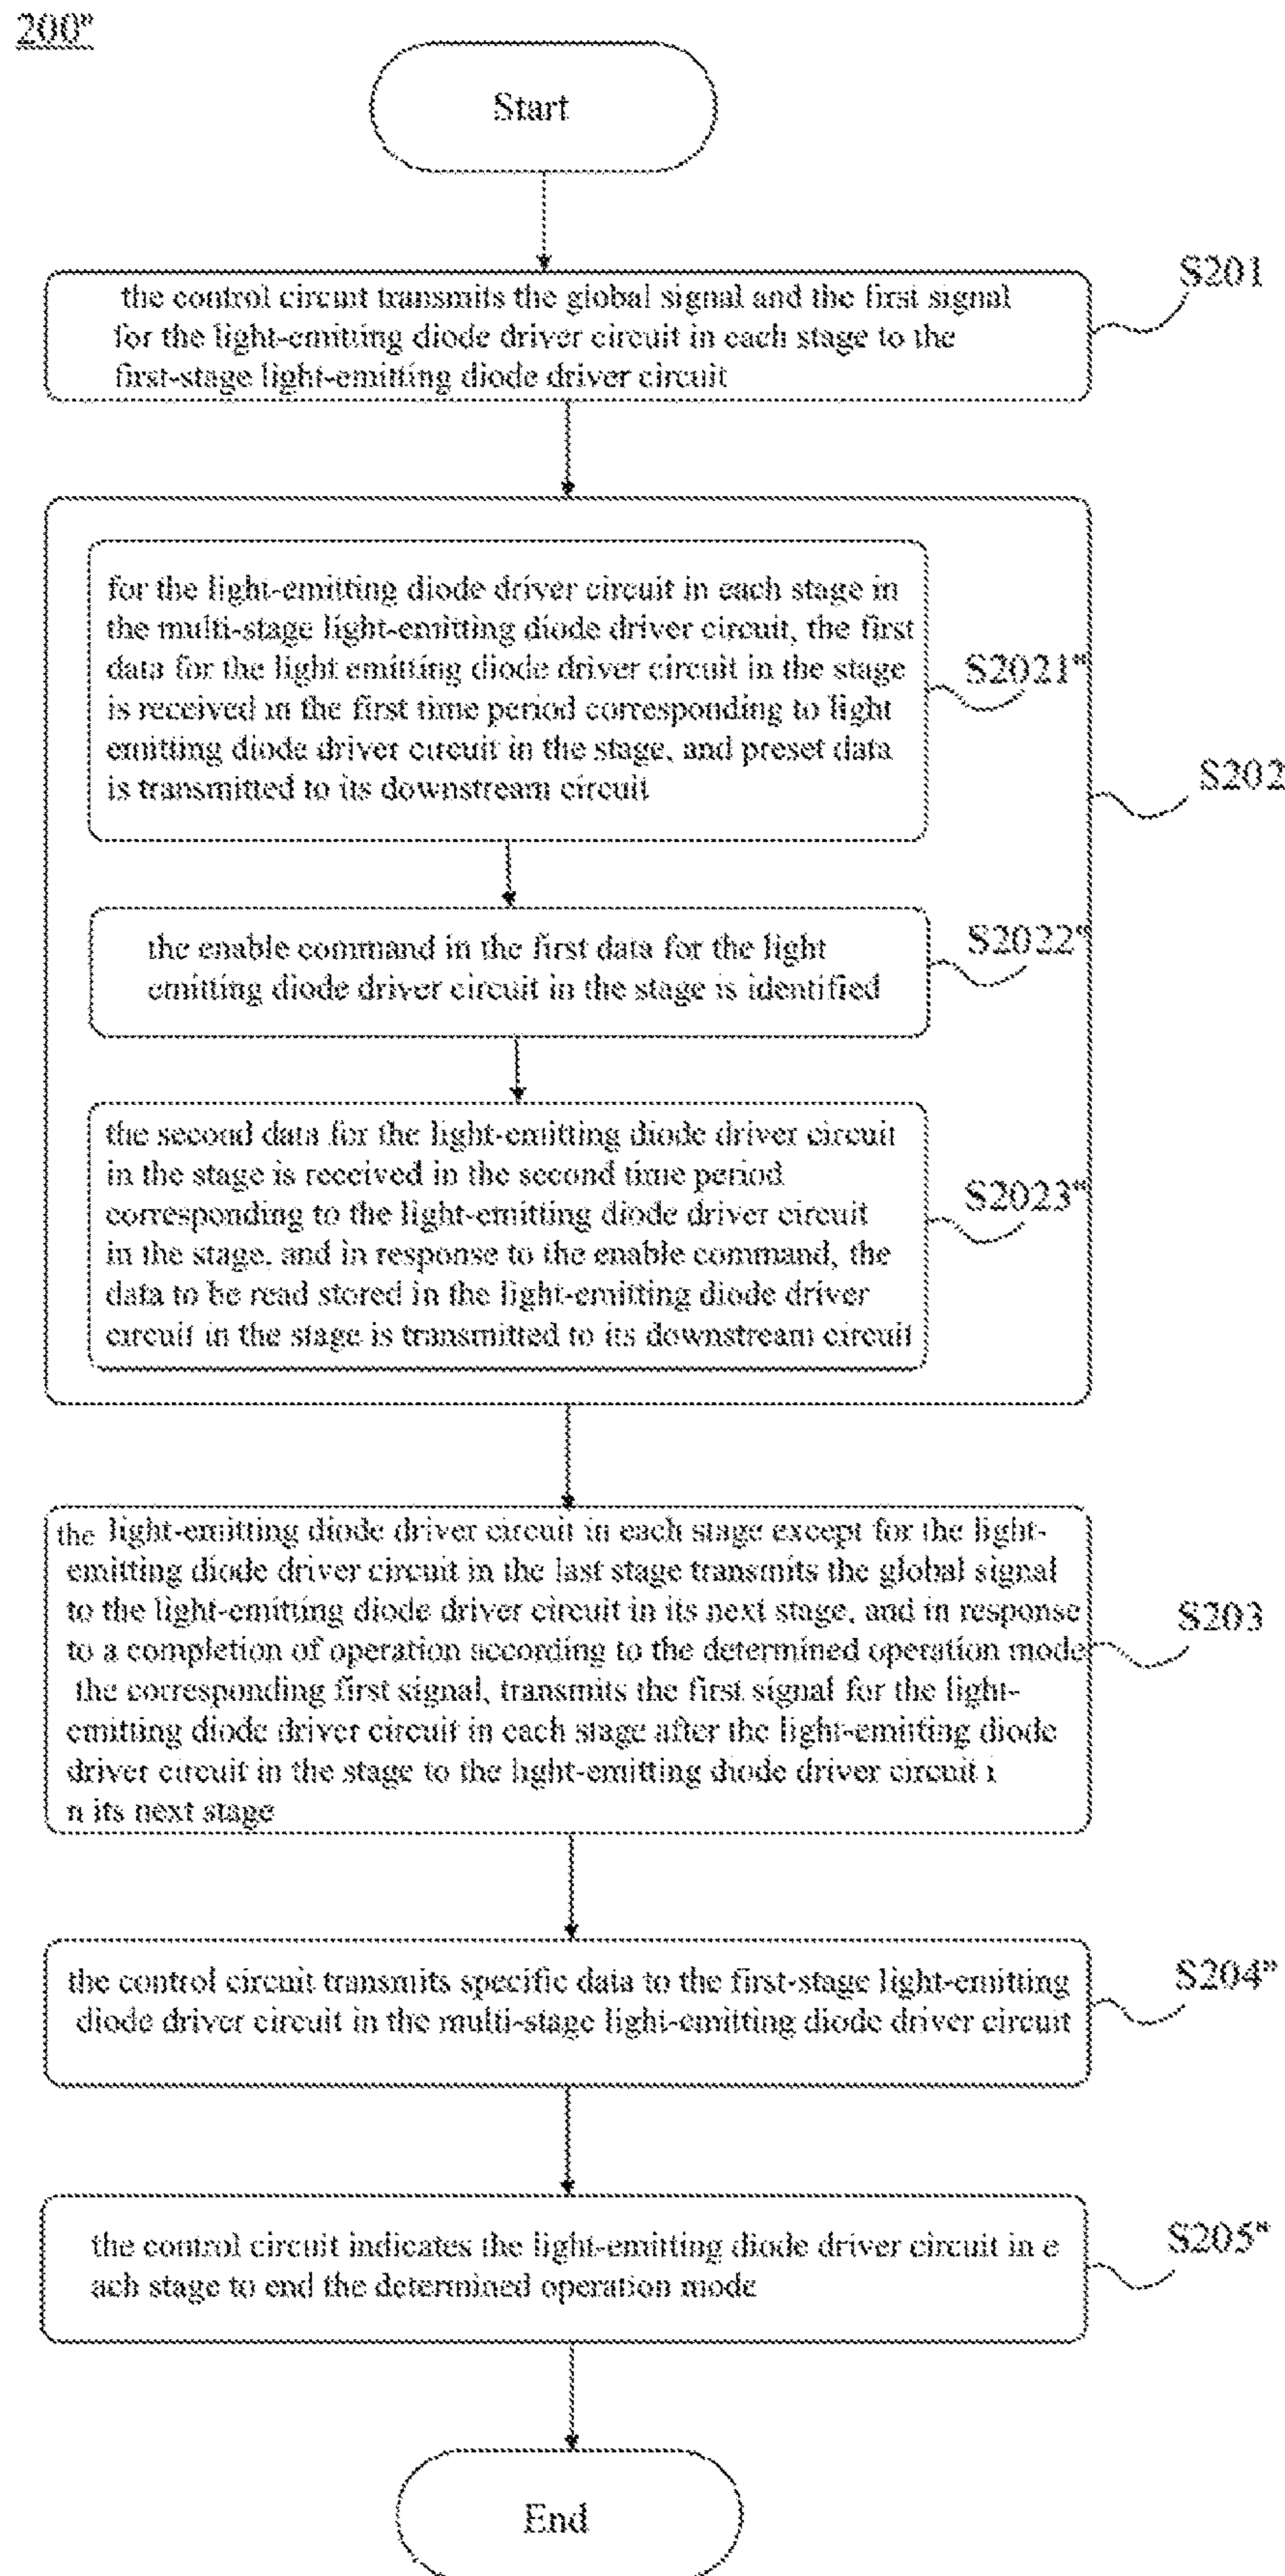 200"
Start
S201
the control circuit transmits the global signal and the first signal
for the light-emitting diode driver circuit in each stage to the
first-stage light-emitting diode driver circuit
for the light-emitting diode driver circuit in each stage in
the multi-stage light-emitting diode driver circuit, the first
data for the light emitting diode driver circuit in the stage
is received in the first time period corresponding to light
emitting diode driver circuit in the stage, and preset data
is transmitted to its downstream circuit
S2021"
S202
the enable command in the first data for the light
emitting diode driver circuit in the stage is identified
S2022"
the second data for the light-emitting diode driver circuit
in the stage is received in the second time period
corresponding to the light-emitting diode driver circuit
in the stage, and in response to the enable command, the
data to be read stored in the light-emitting diode driver
circuit in the stage is transmitted to its downstream circuit
S2023"
the light-emitting diode driver circuit in each stage except for the light-
emitting diode driver circuit in the last stage transmits the global signal
to the light-emitting diode driver circuit in its next stage, and in response
to a completion of operation according to the determined operation mode
the corresponding first signal, transmits the first signal for the light-
emitting diode driver circuit in each stage after the light-emitting diode
driver circuit in the stage to the light-emitting diode driver circuit i
n its next stage
S203
the control circuit transmits specific data to the first-stage light-emitting
diode driver circuit in the multi-stage light-emitting diode driver circuit
S204"
the control circuit indicates the light-emitting diode driver circuit in e
ach stage to end the determined operation mode
S205"
End